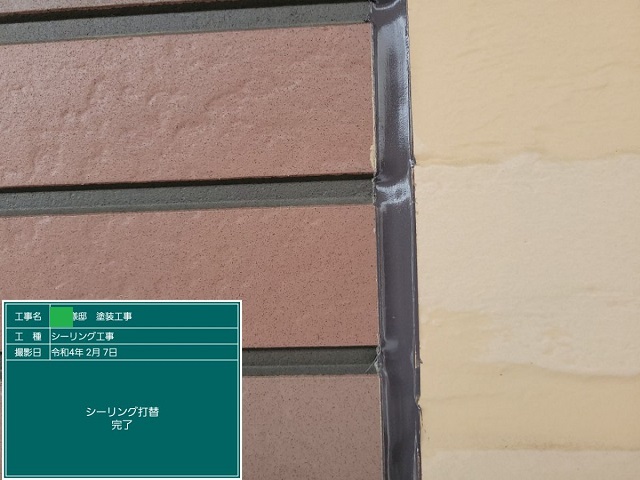 工事名 様邸 塗装工事
工 種 シーリング工事
撮影日 令和4年 2月 7日
シーリング打替
完了